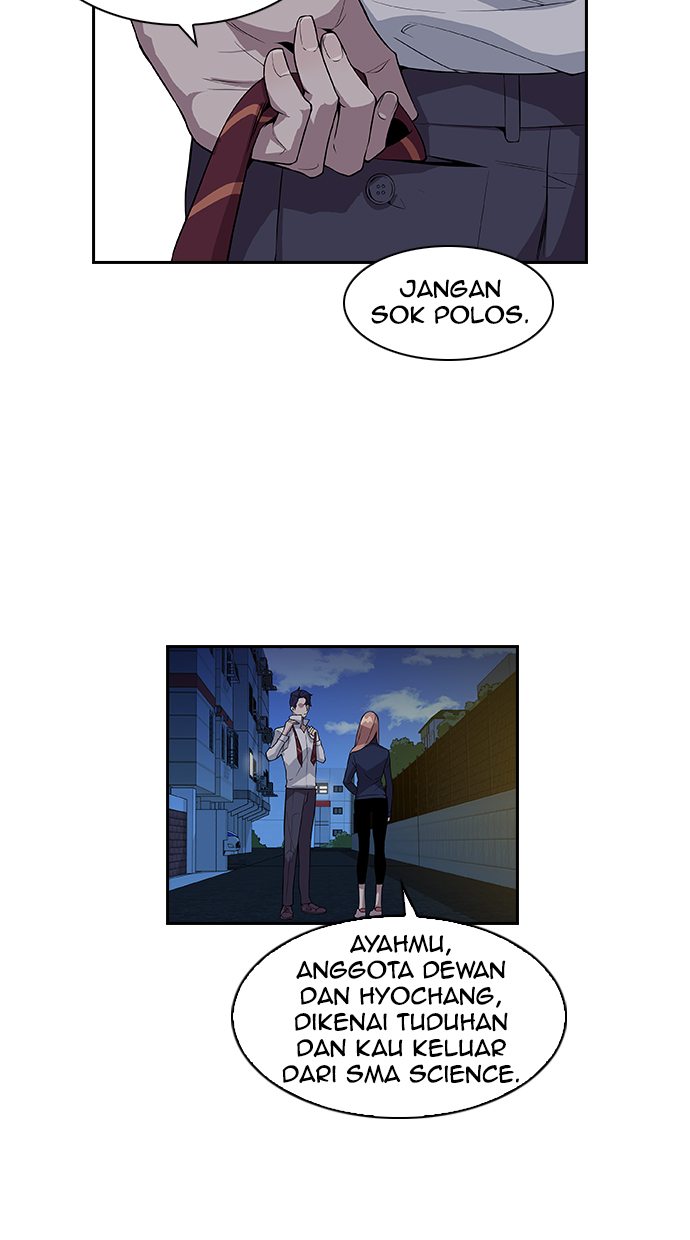 JANGAN
SOK POLOS.
AYAHMU,
ANGGOTA DEWAN
DAN HYOCHANG,
DIKENAI TUDUHAN
DAN KAU KELUAR
DARI SMA SCIENCE.